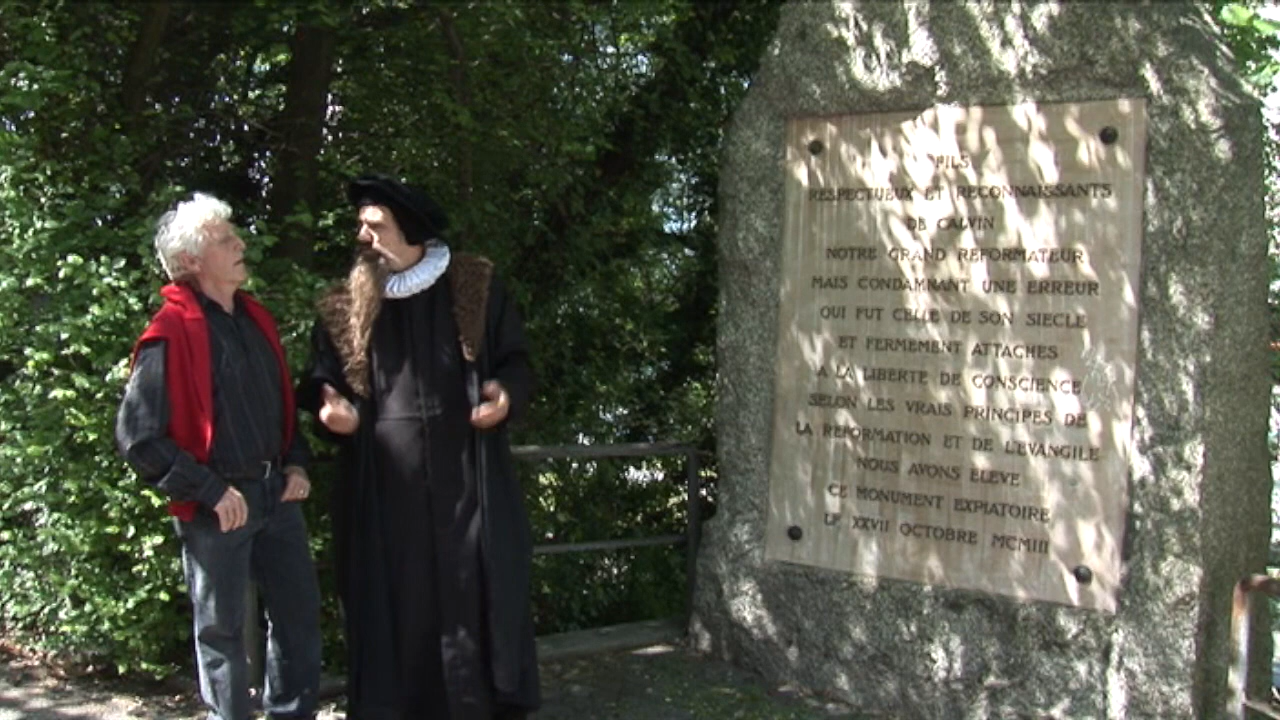 FILS
RESPECTUEUX ET RECONNAISSANTS
DE CALVIN
NOTRE GRAND REFORMATEUR
MAIS CONDAMNANT UNE ERREUR
QUI FUT CELLE DE SON SIECLE
ET FERMEMENT ATTACHES
A LA LIBERTE DE CONSCIENCE
SELON LES VRAIS PRINCIPES DE
LA REFORMATION ET DE L'EVANGILE
NOUS AVONS ELEVE
CE MONUMENT EXPIATOIRE
LE XXVII OCTOBRE MCMIII